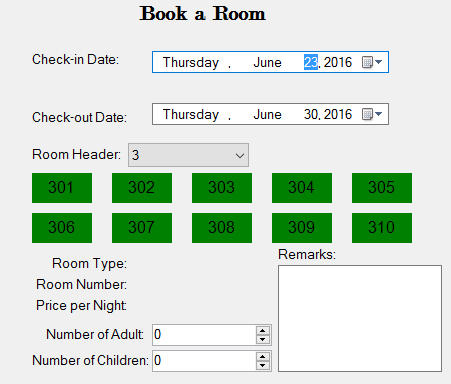 Book a Room
Check-in Date: Thursday , June 23, 2016
Check-out Date: Thursday , June 30, 2016
Room Header: 3
301 302 303 304 305
306 307 308 309 310
Remarks:
Room Type:
Room Number:
Price per Night:
Number of Adult: 0
Number of Children: 0